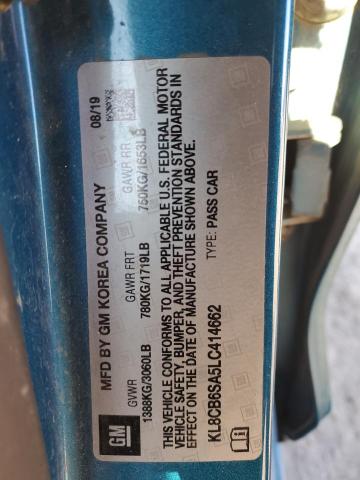 MFD BY GM KOREA COMPANY 08/19
GVWR GAWR FRT GAWR RR
1388KG/3060LB 780KG/1719LB 750KG/1653LB
THIS VEHICLE CONFORMS TO ALL APPLICABLE U.S. FEDERAL MOTOR
VEHICLE SAFETY, BUMPER, AND THEFT PREVENTION STANDARDS IN
EFFECT ON THE DATE OF MANUFACTURE SHOWN ABOVE.
KL8CB6SA5LC414662 TYPE: PASS CAR
GM